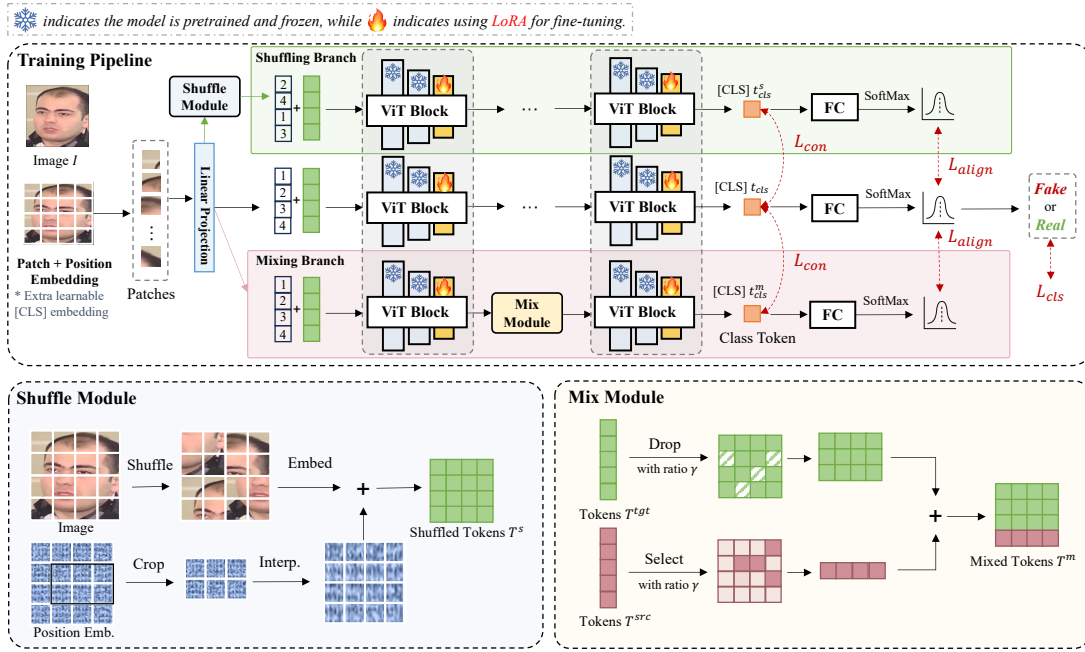 indicates the model is pretrained and frozen, while indicates using LoRA for fine-tuning.
Training Pipeline
Image I
Patch + Position
Embedding
* Extra learnable
[CLS] embedding
Patches
Linear Projection
Shuffle
Module
Shuffling Branch
2
4
1
3
+
ViT Block
...
ViT Block
[CLS] t^s_cls
FC
SoftMax
L_con
L_align
1
2
3
4
+
ViT Block
...
ViT Block
[CLS] t_cls
FC
SoftMax
Fake
or
Real
L_con
L_align
L_cls
Mixing Branch
1
2
3
4
+
ViT Block
Mix
Module
ViT Block
[CLS] t^m_cls
Class Token
FC
SoftMax
Shuffle Module
Shuffle
Embed
Image
+
Shuffled Tokens T^s
Crop
Interp.
Position Emb.
Mix Module
Drop
with ratio γ
Tokens T^tgt
+
Select
with ratio γ
Mixed Tokens T^m
Tokens T^src